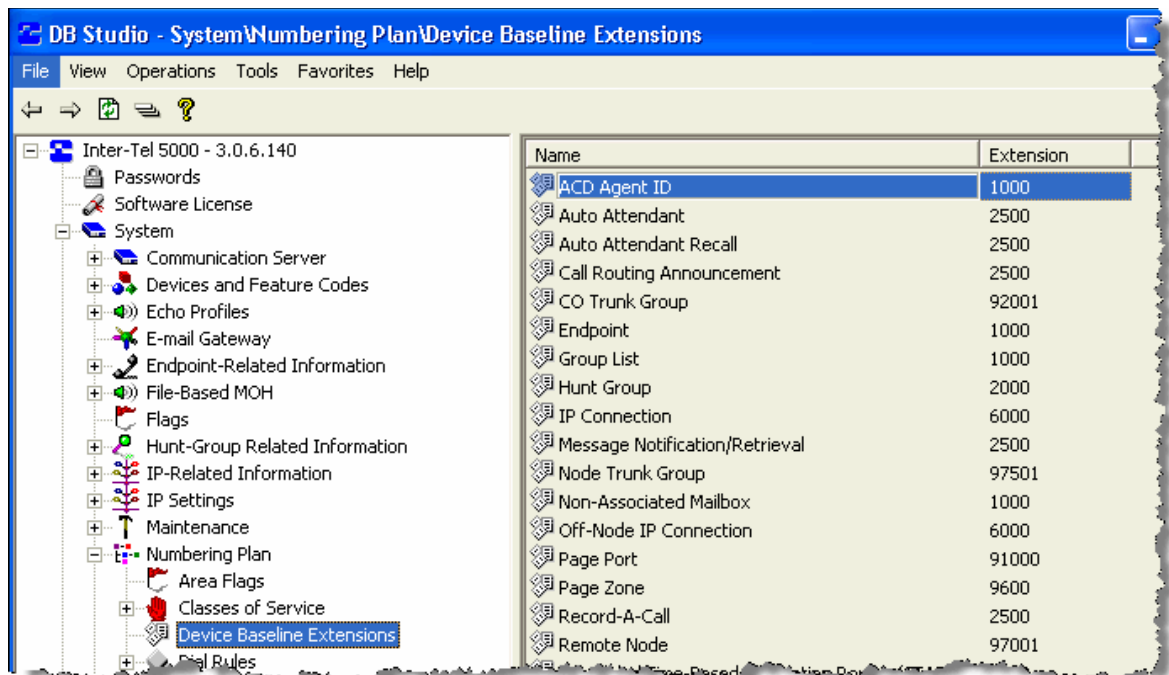 DB Studio - System\Numbering Plan\Device Baseline Extensions
File View Operations Tools Favorites Help
Inter-Tel 5000 - 3.0.6.140
Passwords
Software License
System
Communication Server
Devices and Feature Codes
Echo Profiles
E-mail Gateway
Endpoint-Related Information
File-Based MOH
Flags
Hunt-Group Related Information
IP-Related Information
IP Settings
Maintenance
Numbering Plan
Area Flags
Classes of Service
Device Baseline Extensions
Dial Rules
Name Extension
ACD Agent ID 1000
Auto Attendant 2500
Auto Attendant Recall 2500
Call Routing Announcement 2500
CO Trunk Group 92001
Endpoint 1000
Group List 1000
Hunt Group 2000
IP Connection 6000
Message Notification/Retrieval 2500
Node Trunk Group 97501
Non-Associated Mailbox 1000
Off-Node IP Connection 6000
Page Port 91000
Page Zone 9600
Record-A-Call 2500
Remote Node 97001